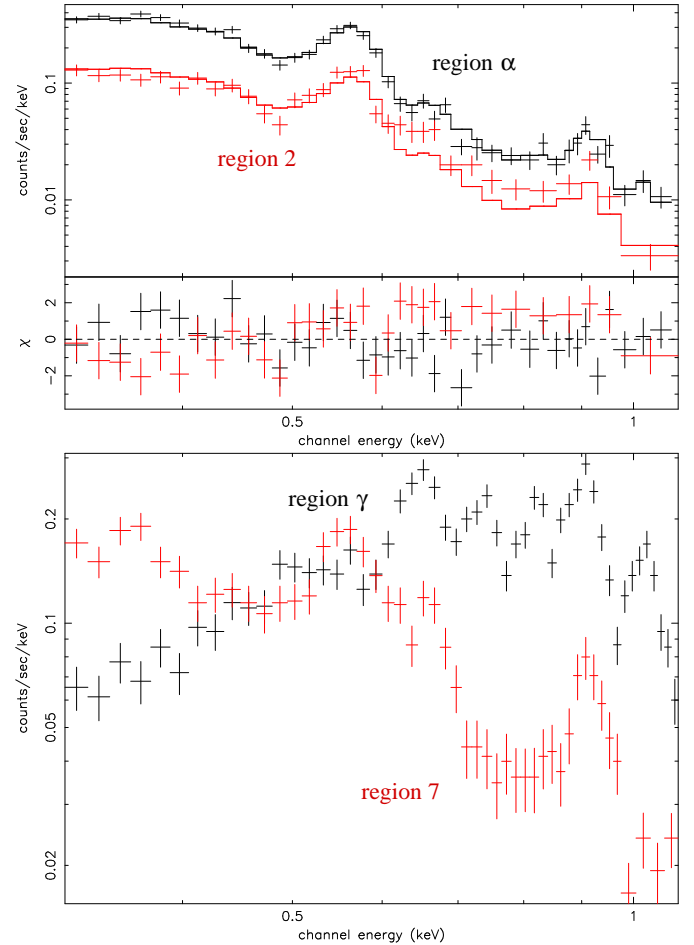 counts/sec/keV
0.1
0.01
region α
region 2
χ
2
0
−2
0.5
1
channel energy (keV)
counts/sec/keV
0.2
0.1
0.05
0.02
region γ
region 7
0.5
1
channel energy (keV)